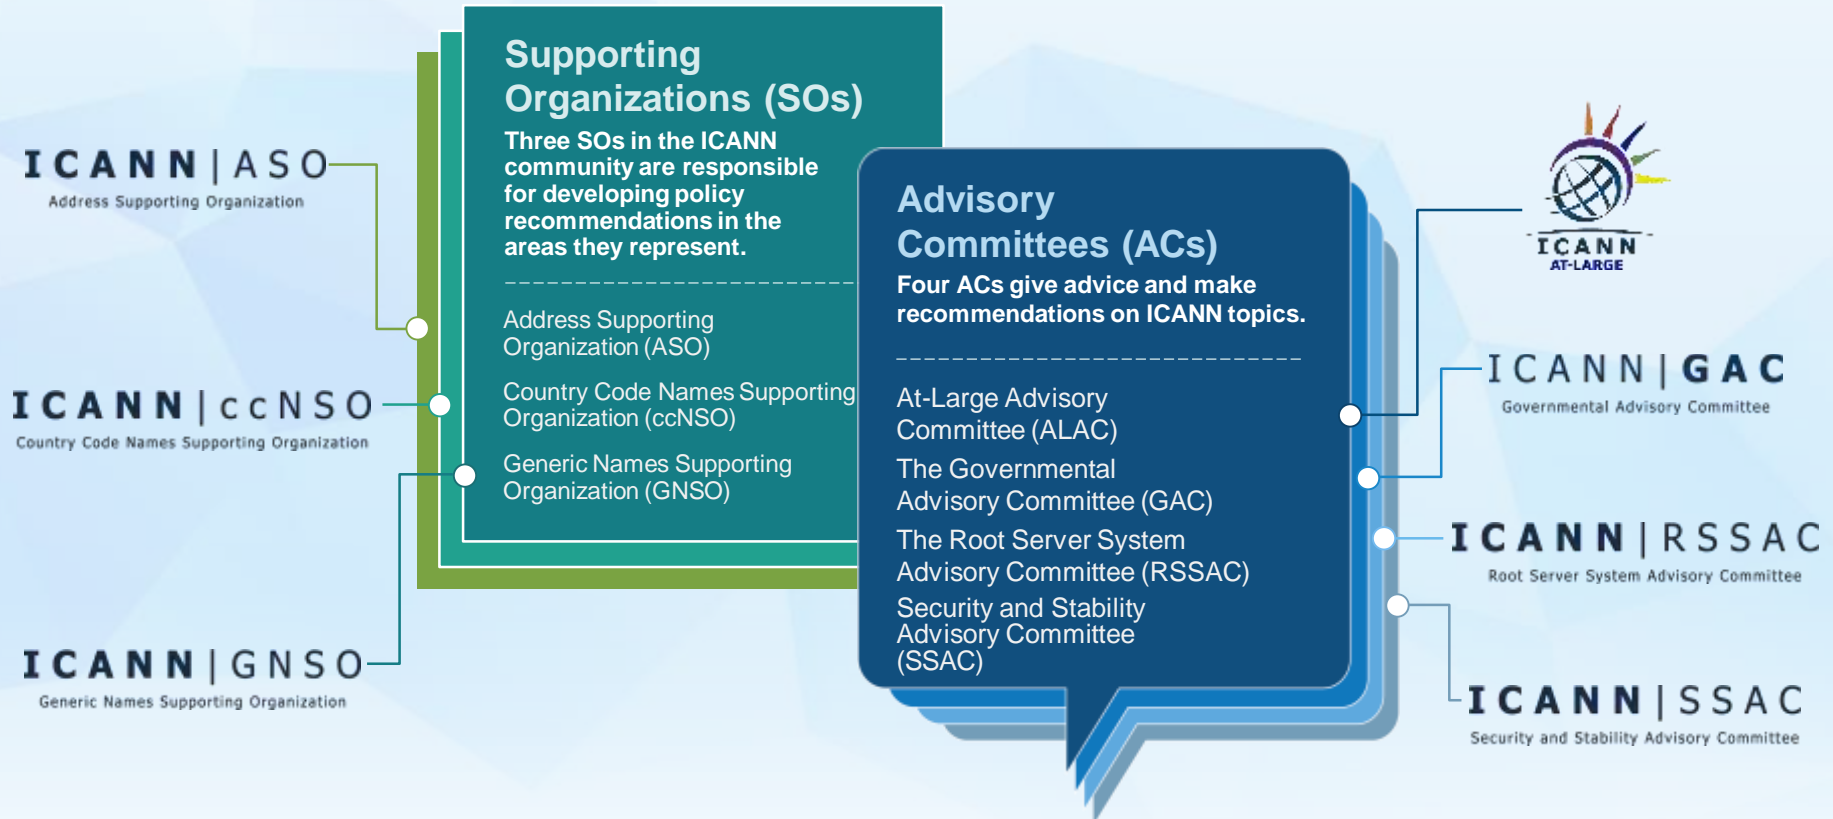 ICANN|ASO
Address Supporting Organization
ICANN|ccNSO
Country Code Names Supporting Organization
ICANN|GNSO
Generic Names Supporting Organization
Supporting
Organizations (SOs)
Three SOs in the ICANN
community are responsible
for developing policy
recommendations in the
areas they represent.
Address Supporting
Organization (ASO)
Country Code Names Supporting
Organization (ccNSO)
Generic Names Supporting
Organization (GNSO)
Advisory
Committees (ACs)
Four ACs give advice and make
recommendations on ICANN topics.
At-Large Advisory
Committee (ALAC)
The Governmental
Advisory Committee (GAC)
The Root Server System
Advisory Committee (RSSAC)
Security and Stability
Advisory Committee
(SSAC)
ICANN
AT-LARGE
ICANN|GAC
Governmental Advisory Committee
ICANN|RSSAC
Root Server System Advisory Committee
ICANN|SSAC
Security and Stability Advisory Committee